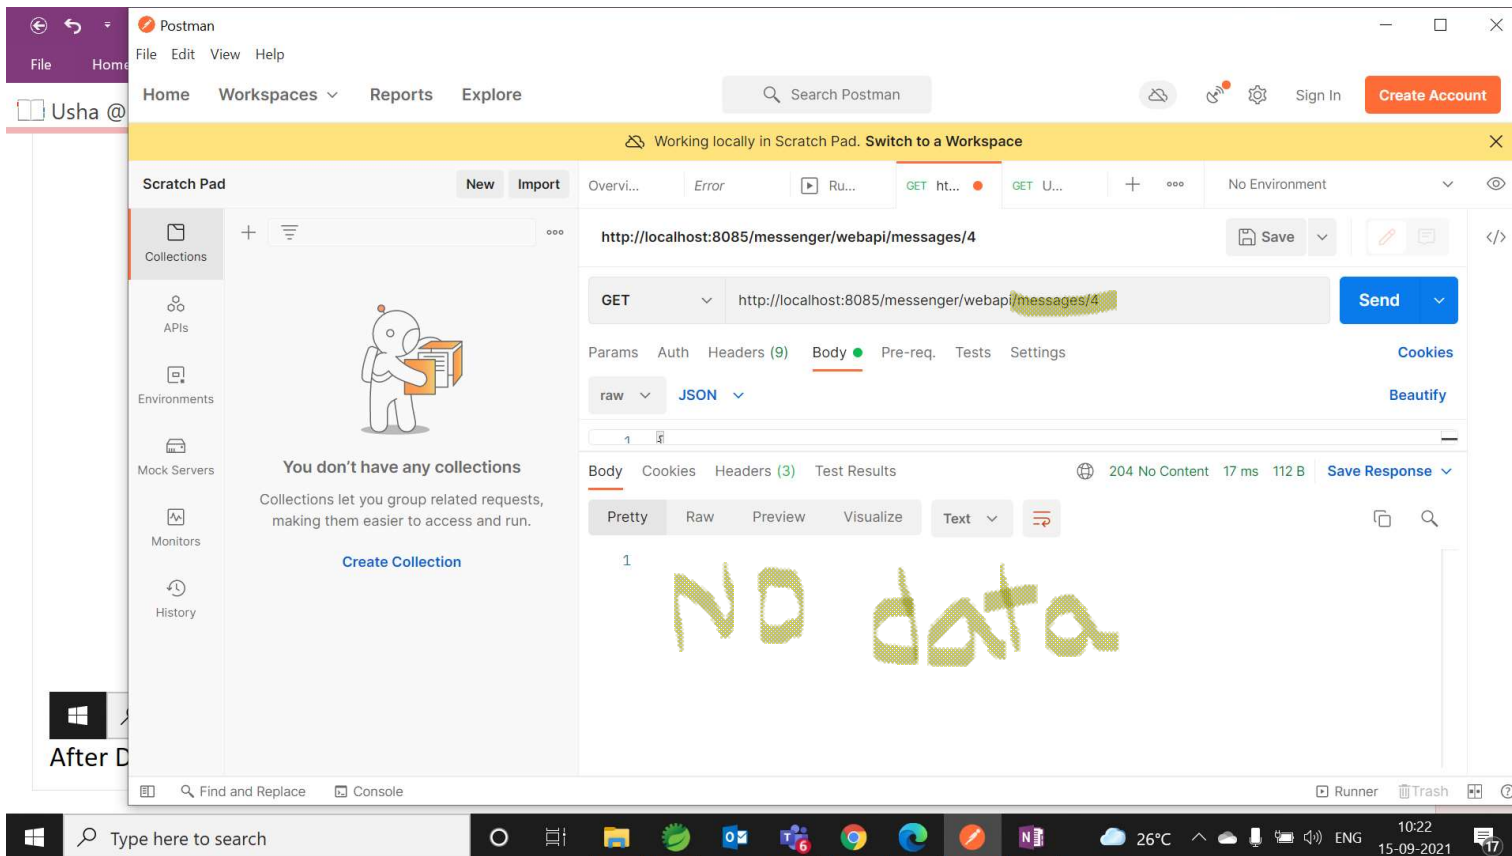 Postman
File Edit View Help
File Home
Home Workspaces Reports Explore Search Postman Sign In Create Account
Usha @
Working locally in Scratch Pad. Switch to a Workspace
Scratch Pad New Import Overvi... Error Ru... GET ht... GET U... No Environment
http://localhost:8085/messenger/webapi/messages/4 Save
Collections
GET http://localhost:8085/messenger/webapi/messages/4 Send
APIs
Params Auth Headers (9) Body Pre-req. Tests Settings Cookies
Environments
raw JSON Beautify
1 {
Mock Servers
You don't have any collections
Body Cookies Headers (3) Test Results 204 No Content 17 ms 112 B Save Response
Collections let you group related requests,
making them easier to access and run.
Pretty Raw Preview Visualize Text
Monitors
Create Collection
1
NO data
History
After D
Find and Replace Console Runner Trash
Type here to search 6 26°C ENG 10:22
15-09-2021 17